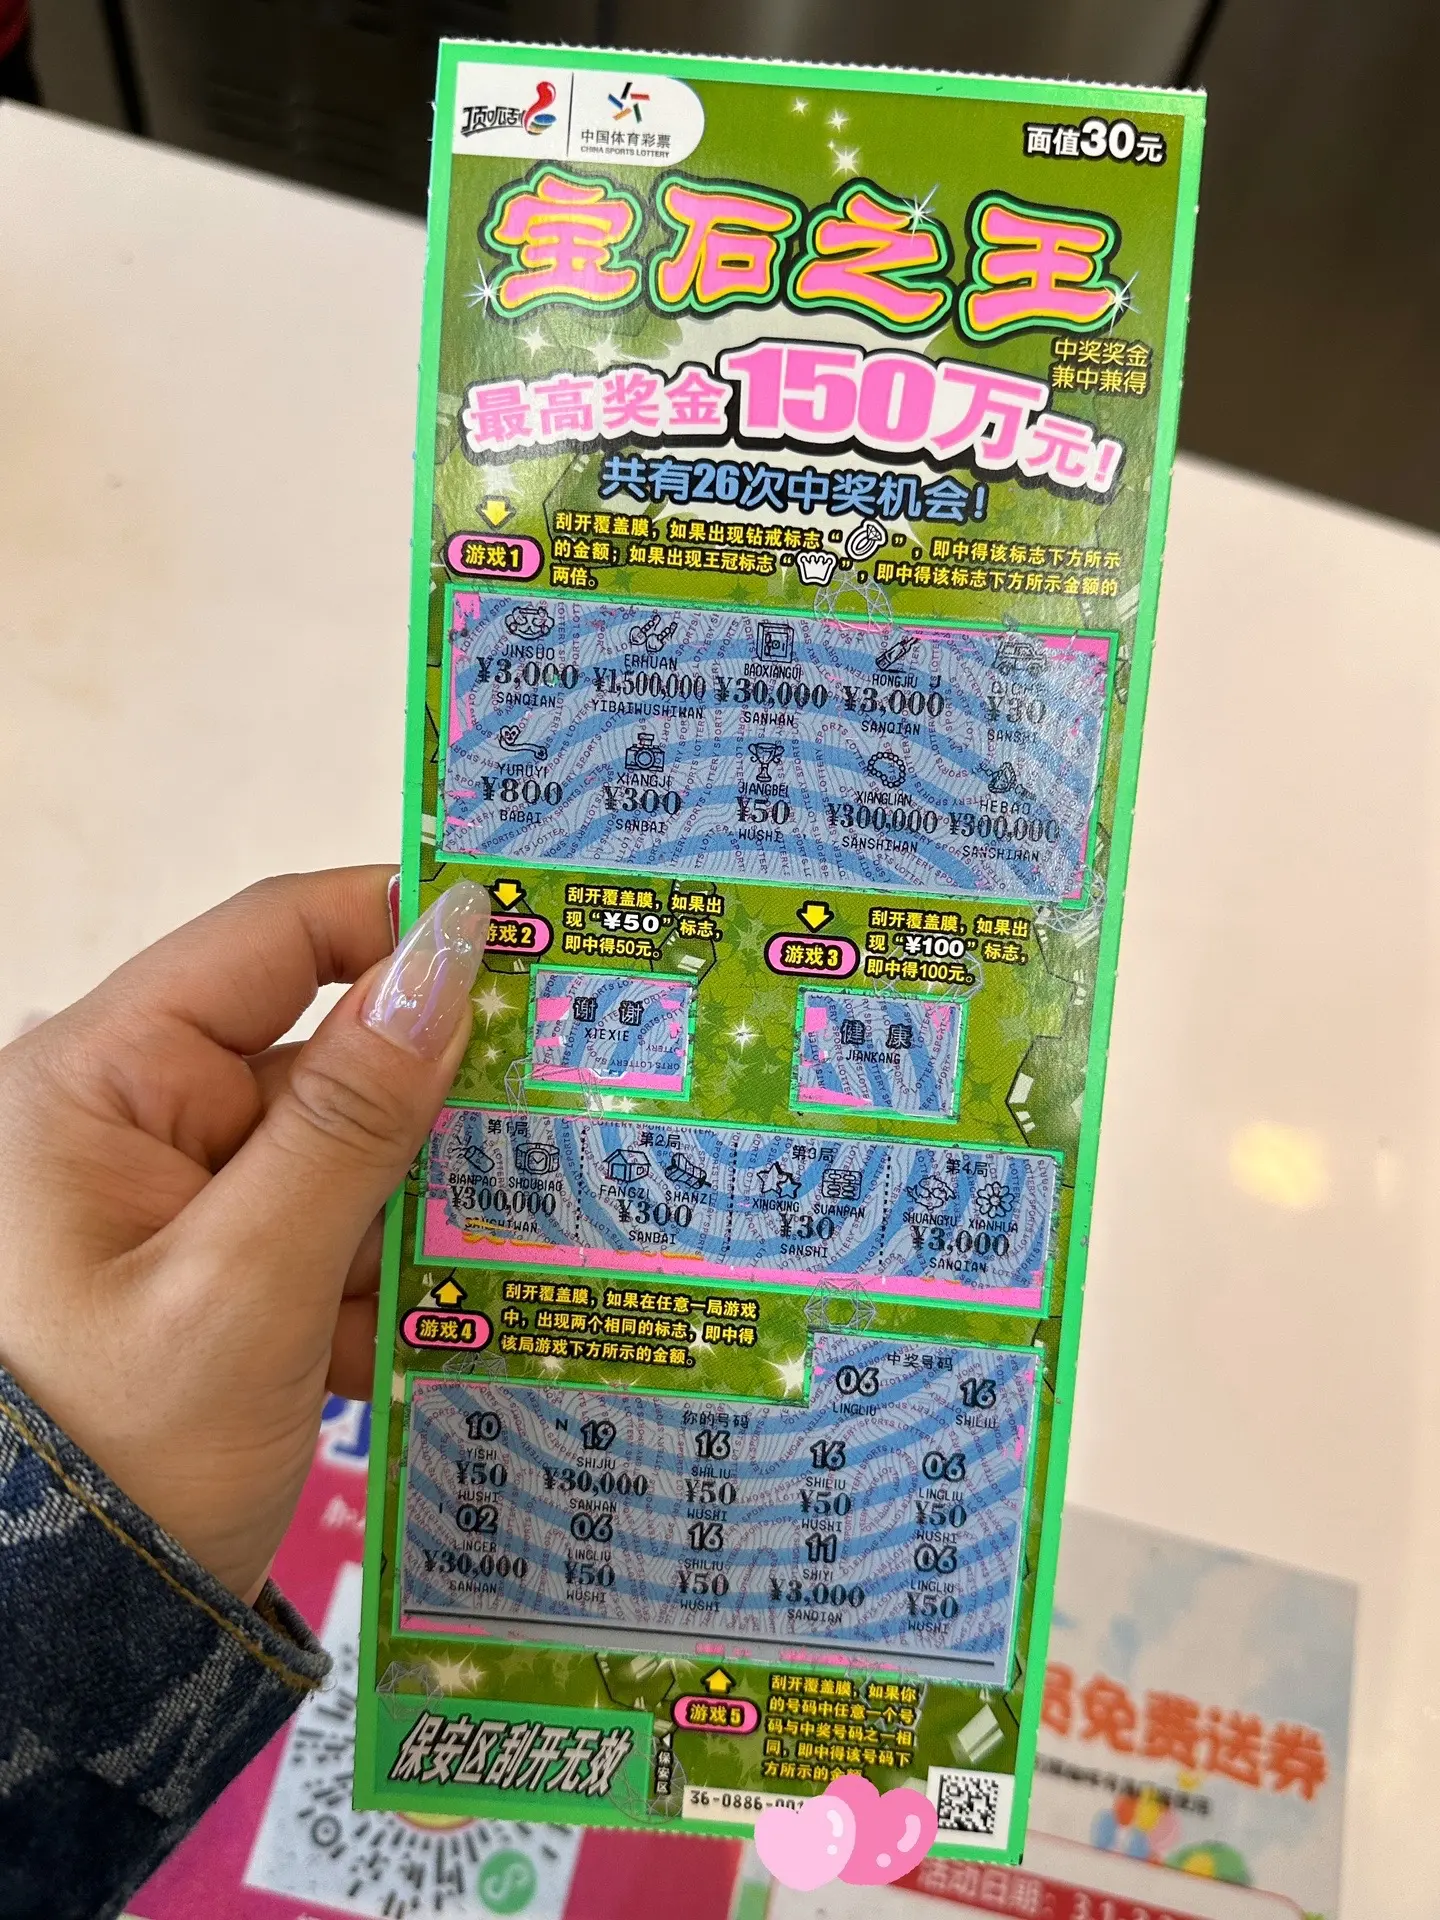 顶呱刮
中国体育彩票
CHINA SPORTS LOTTERY
面值30元
宝石之王
中奖奖金
兼中兼得
最高奖金150万元!
共有26次中奖机会!
游戏1
刮开覆盖膜，如果出现钻戒标志“ ”，即中得该标志下方所示
的金额；如果出现王冠标志“ ”，即中得该标志下方所示金额的
两倍。
JINSUO ERHUAN BAOXIANGUI HONGJIU
¥3,000 ¥1,500,000 ¥30,000 ¥3,000 ¥30
SANQIAN YIBAIWUSHIWAN SANWAN SANQIAN SANSHI
YURUYI XIANGJI JIANGBEI XIANGLIAN HEBAO
¥800 ¥300 ¥50 ¥300,000 ¥300,000
BABAI SANBAI WUSHI SANSHIWAN SANSHIWAN
游戏2
刮开覆盖膜，如果出
现“¥50”标志，
即中得50元。
谢谢
XIEXIE
游戏3
刮开覆盖膜，如果出
现“¥100”标志，
即中得100元。
健康
JIANKANG
第1局 第2局 第3局 第4局
BIANPAO SHOUBIAO FANGZI SHANZI XINGXING SUANPAN SHUANGYU XIANHUA
¥300,000 ¥300 ¥30 ¥3,000
SANSHIWAN SANBAI SANSHI SANQIAN
游戏4
刮开覆盖膜，如果在任意一局游戏
中，出现两个相同的标志，即中得
该局游戏下方所示的金额。
中奖号码
06 16
LINGLIU SHILIU
你的号码
10 N 19 16 16 06
YISHI SHIJIU SHILIU SHILIU LINGLIU
¥50 ¥30,000 ¥50 ¥50 ¥50
WUSHI SANWAN WUSHI WUSHI WUSHI
02 06 16 11 06
LINGER LINGLIU SHILIU SHIYI LINGLIU
¥30,000 ¥50 ¥50 ¥3,000 ¥50
SANWAN WUSHI WUSHI SANQIAN WUSHI
游戏5
刮开覆盖膜，如果你
的号码中任意一个号
码与中奖号码之一相
同，即中得该号码下
方所示的金额
保安区刮开无效
保安区
36-0886-001
员免费送券
活动日期：3.1-3